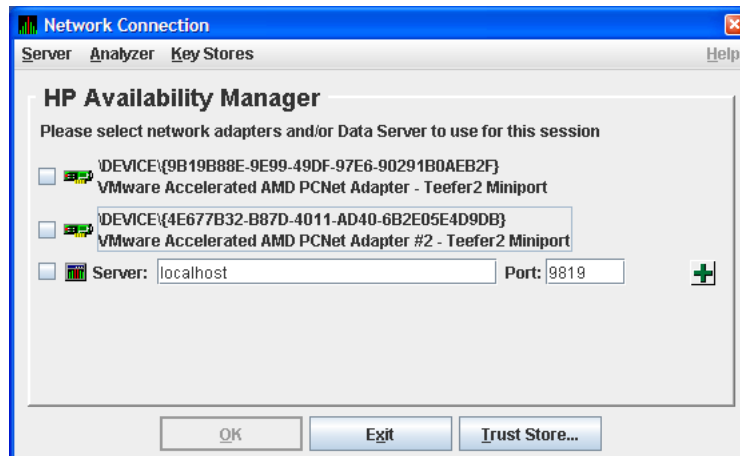 Network Connection
Server Analyzer Key Stores Help
HP Availability Manager
Please select network adapters and/or Data Server to use for this session
\DEVICE\{9B19B88E-9E99-49DF-97E6-90291B0AEB2F}
VMware Accelerated AMD PCNet Adapter - Teefer2 Miniport
\DEVICE\{4E677B32-B87D-4011-AD40-6B2E05E4D9DB}
VMware Accelerated AMD PCNet Adapter #2 - Teefer2 Miniport
Server: localhost Port: 9819
OK Exit Trust Store...